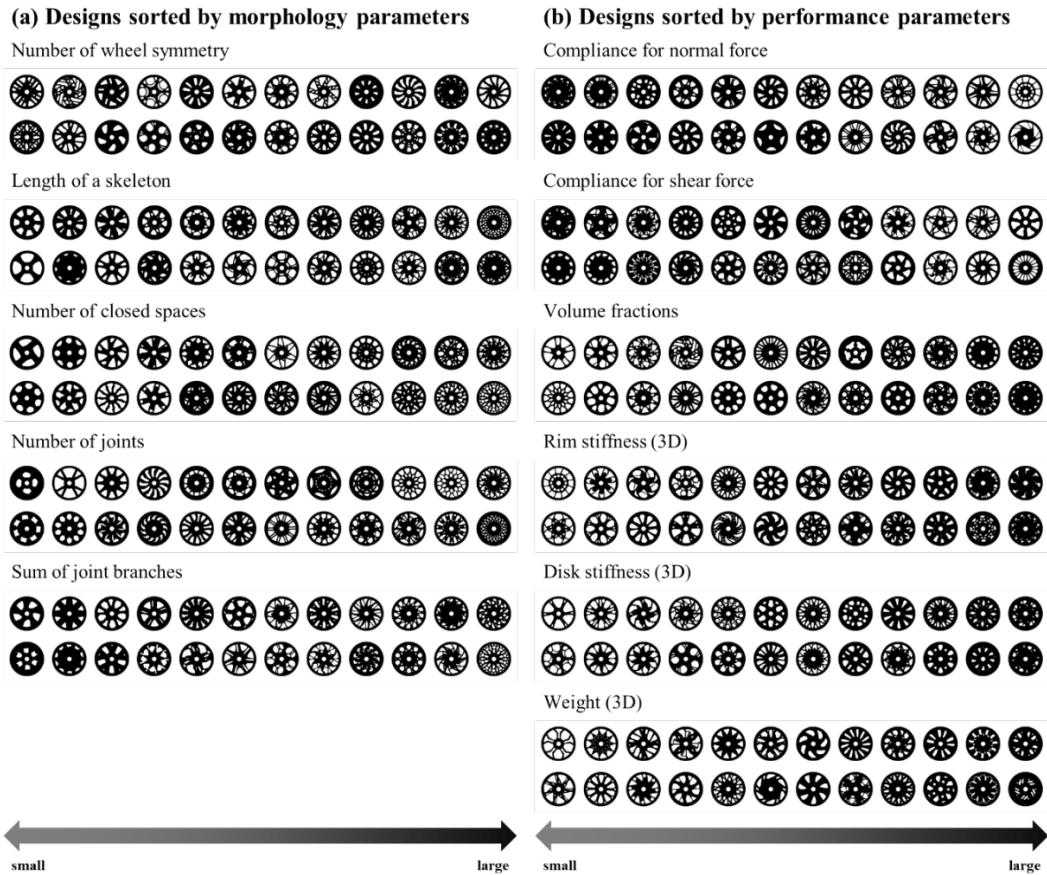 (a) Designs sorted by morphology parameters
Number of wheel symmetry
Length of a skeleton
Number of closed spaces
Number of joints
Sum of joint branches
small
large
(b) Designs sorted by performance parameters
Compliance for normal force
Compliance for shear force
Volume fractions
Rim stiffness (3D)
Disk stiffness (3D)
Weight (3D)
small
large